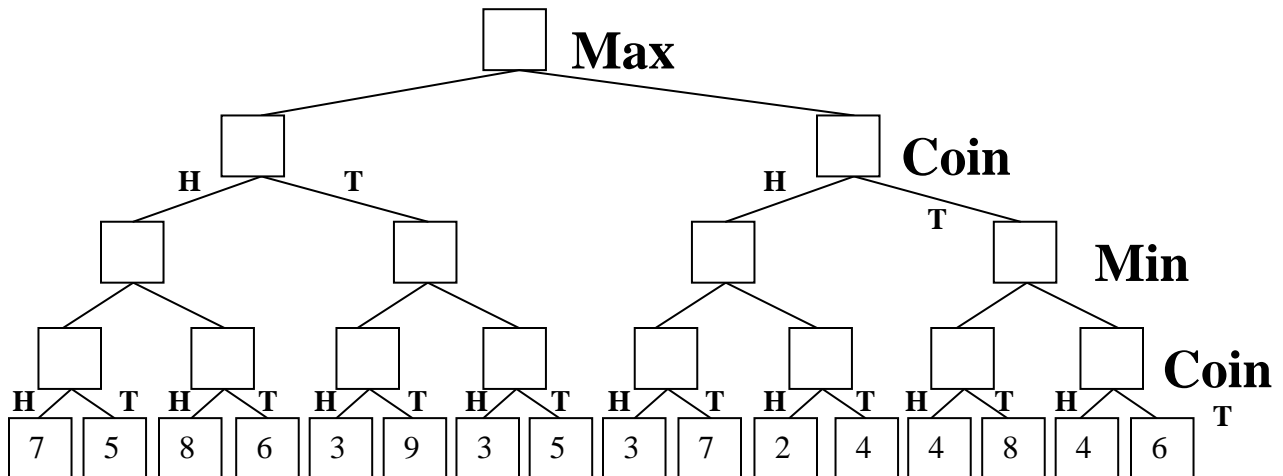 Max
Coin
H T H T
Min
Coin
H T H T H T H T H T H T H T H T
7 5 8 6 3 9 3 5 3 7 2 4 4 8 4 6